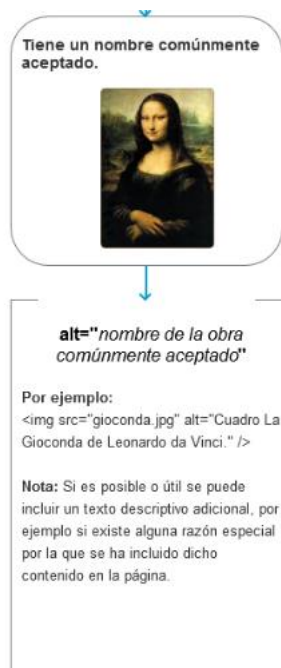 Tiene un nombre comúnmente
aceptado.
alt="nombre de la obra
comúnmente aceptado"
Por ejemplo:
<img src="gioconda.jpg" alt="Cuadro La
Gioconda de Leonardo da Vinci." />
Nota: Si es posible o útil se puede
incluir un texto descriptivo adicional, por
ejemplo si existe alguna razón especial
por la que se ha incluido dicho
contenido en la página.